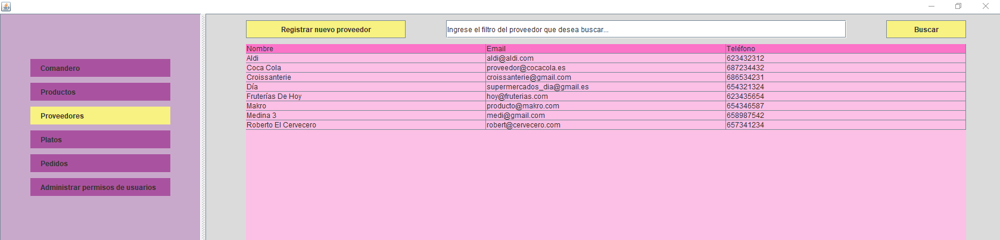 Comandero
Productos
Proveedores
Platos
Pedidos
Administrar permisos de usuarios
Registrar nuevo proveedor Ingrese el filtro del proveedor que desea buscar... Buscar
Nombre Email Teléfono
Aldi aldi@aldi.com 623432312
Coca Cola proveedor@cocacola.es 687234432
Croissanterie croissanterie@gmail.com 686534231
Día supermercados_dia@gmail.es 654321324
Fruterías De Hoy hoy@fruterias.com 623435654
Makro producto@makro.com 654346587
Medina 3 medi@gmail.com 658987542
Roberto El Cervecero robert@cervecero.com 657341234